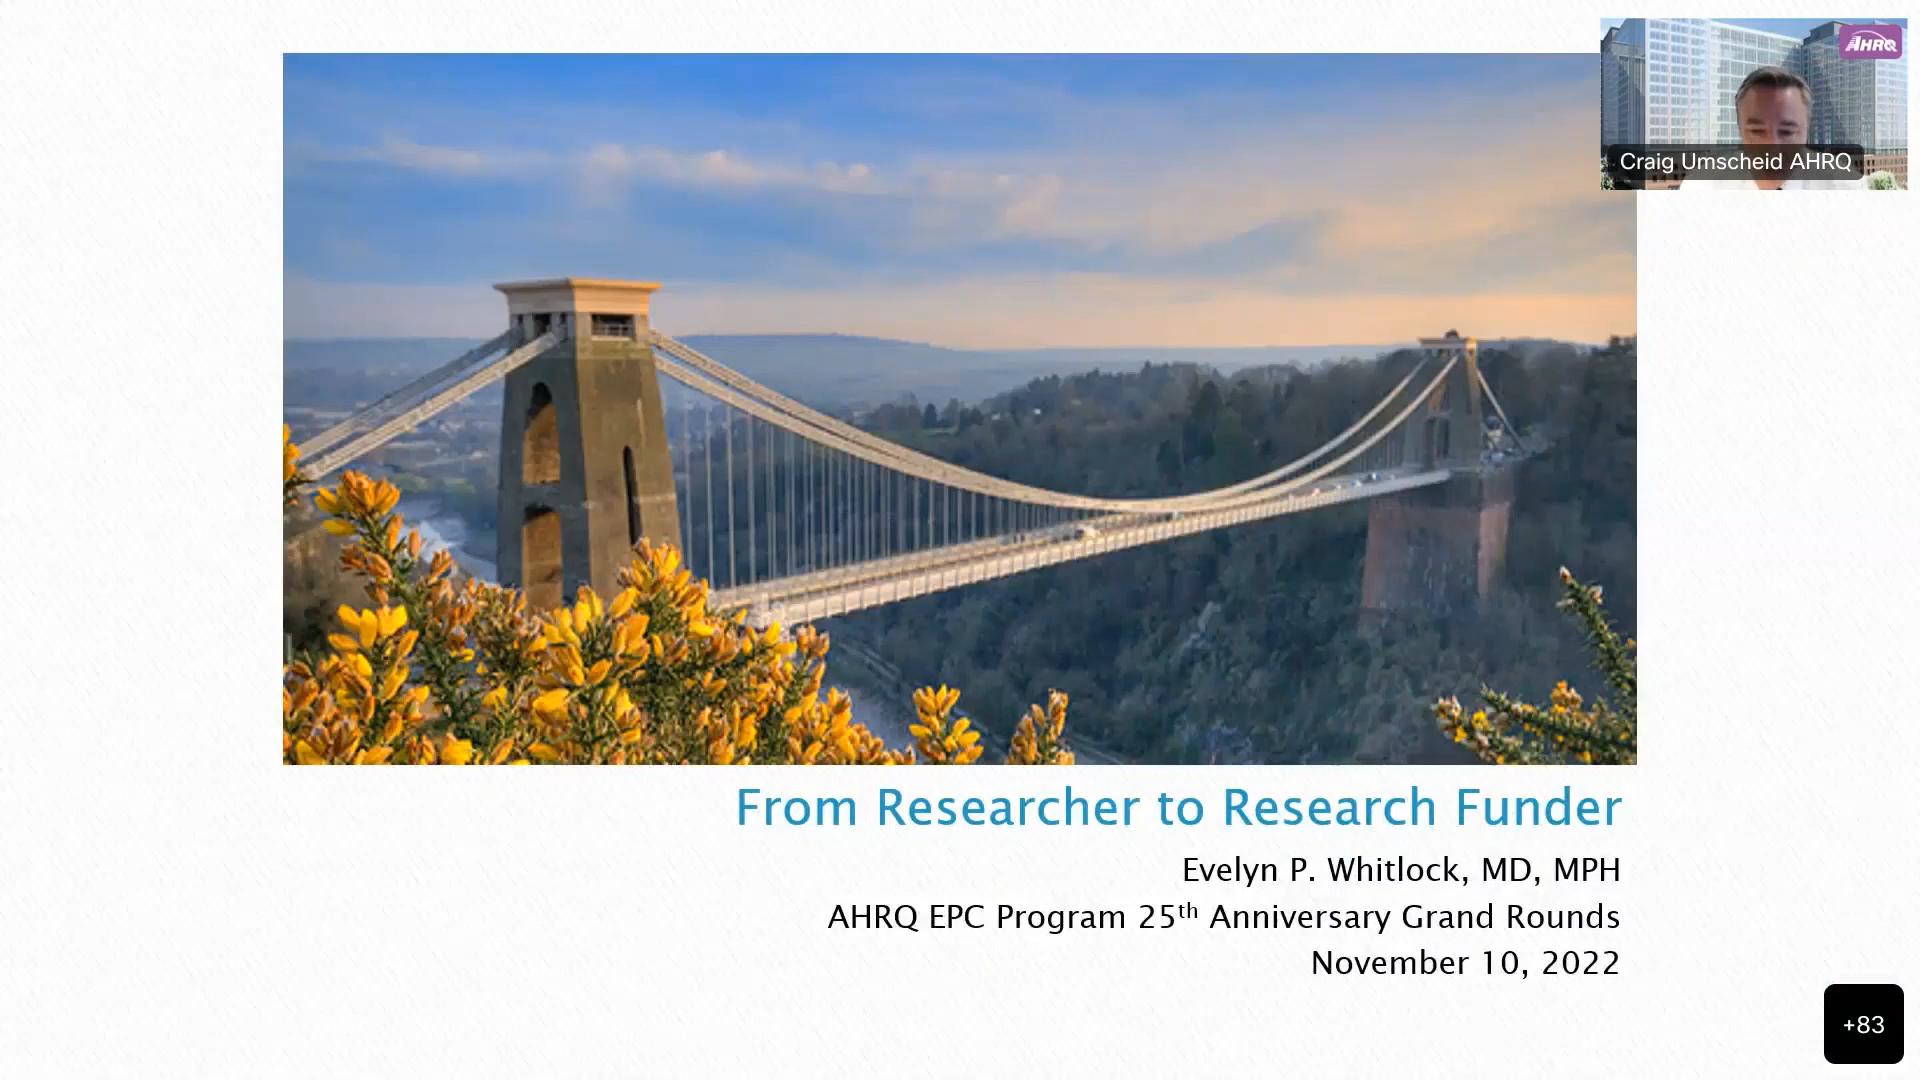 AHRQ
Craig Umscheid AHRQ
From Researcher to Research Funder
Evelyn P. Whitlock, MD, MPH
AHRQ EPC Program 25th Anniversary Grand Rounds
November 10, 2022
+83